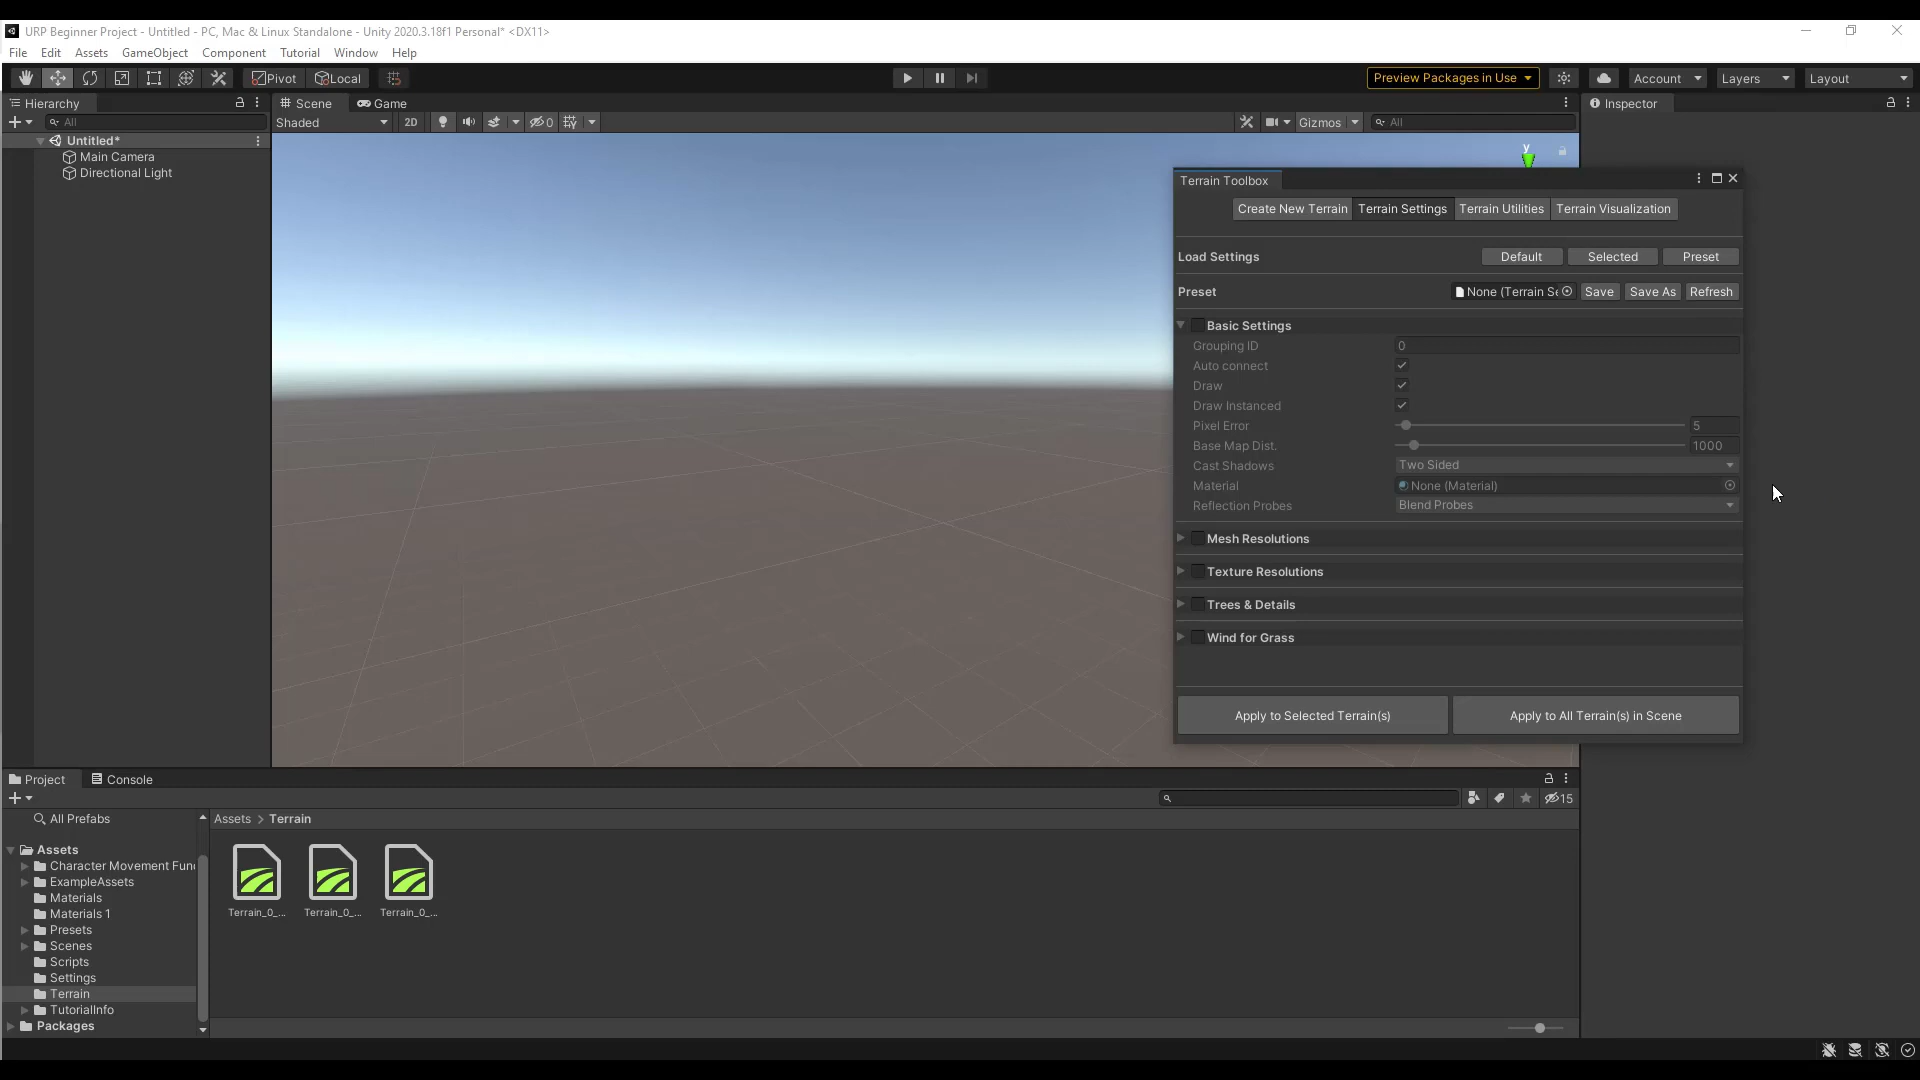 URP Beginner Project - Untitled - PC, Mac & Linux Standalone - Unity 2020.3.18f1 Personal* <DX11>
File Edit Assets GameObject Component Tutorial Window Help
Pivot Local Preview Packages in Use Account Layers Layout
Hierarchy Scene Game Inspector
All Shaded 2D 0 Gizmos All
Untitled*
Main Camera
Directional Light
y
Terrain Toolbox
Create New Terrain Terrain Settings Terrain Utilities Terrain Visualization
Load Settings Default Selected Preset
Preset None (Terrain Se Save Save As Refresh
Basic Settings
Grouping ID 0
Auto connect
Draw
Draw Instanced
Pixel Error 5
Base Map Dist. 1000
Cast Shadows Two Sided
Material None (Material)
Reflection Probes Blend Probes
Mesh Resolutions
Texture Resolutions
Trees & Details
Wind for Grass
Apply to Selected Terrain(s) Apply to All Terrain(s) in Scene
Project Console
15
All Prefabs
Assets > Terrain
Assets
Character Movement Fun
ExampleAssets
Materials
Materials 1
Presets
Scenes
Scripts
Settings
Terrain
TutorialInfo
Packages
Terrain_0_... Terrain_0_... Terrain_0_...